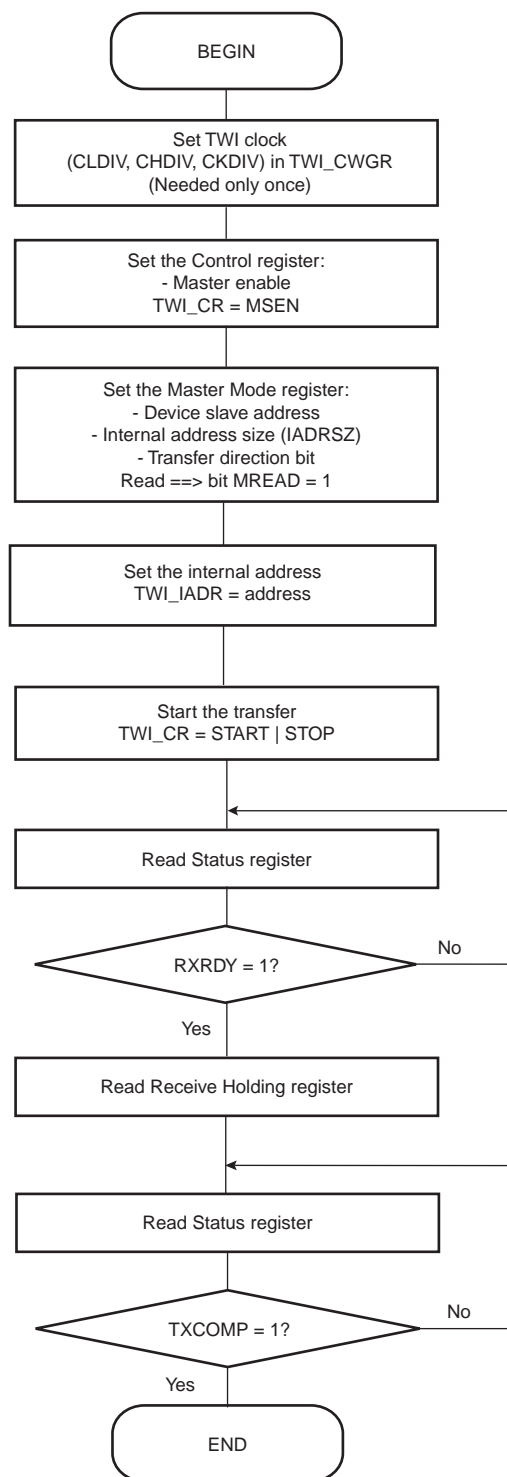 BEGIN
Set TWI clock
(CLDIV, CHDIV, CKDIV) in TWI_CWGR
(Needed only once)
Set the Control register:
- Master enable
TWI_CR = MSEN
Set the Master Mode register:
- Device slave address
- Internal address size (IADRSZ)
- Transfer direction bit
Read ==> bit MREAD = 1
Set the internal address
TWI_IADR = address
Start the transfer
TWI_CR = START | STOP
Read Status register
RXRDY = 1?
No
Yes
Read Receive Holding register
Read Status register
TXCOMP = 1?
No
Yes
END